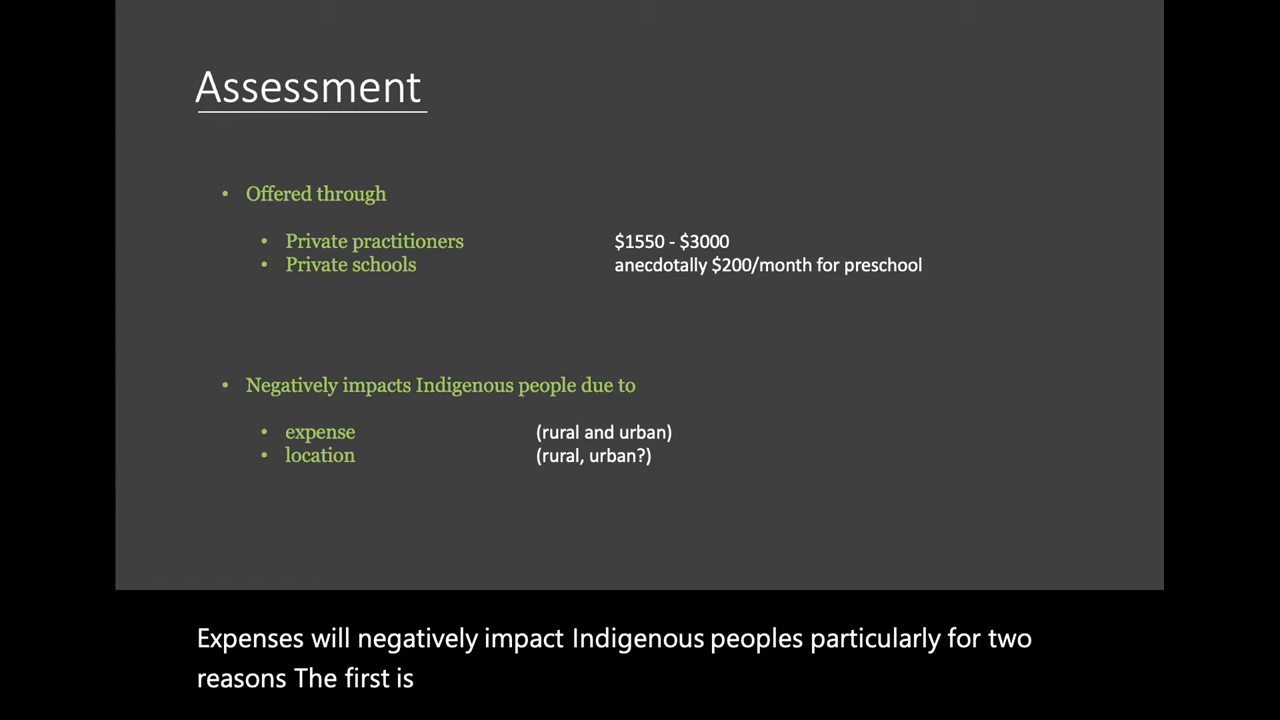 Assessment
• Offered through
• Private practitioners $1550 - $3000
• Private schools anecdotally $200/month for preschool
• Negatively impacts Indigenous people due to
• expense (rural and urban)
• location (rural, urban?)
Expenses will negatively impact Indigenous peoples particularly for two
reasons The first is